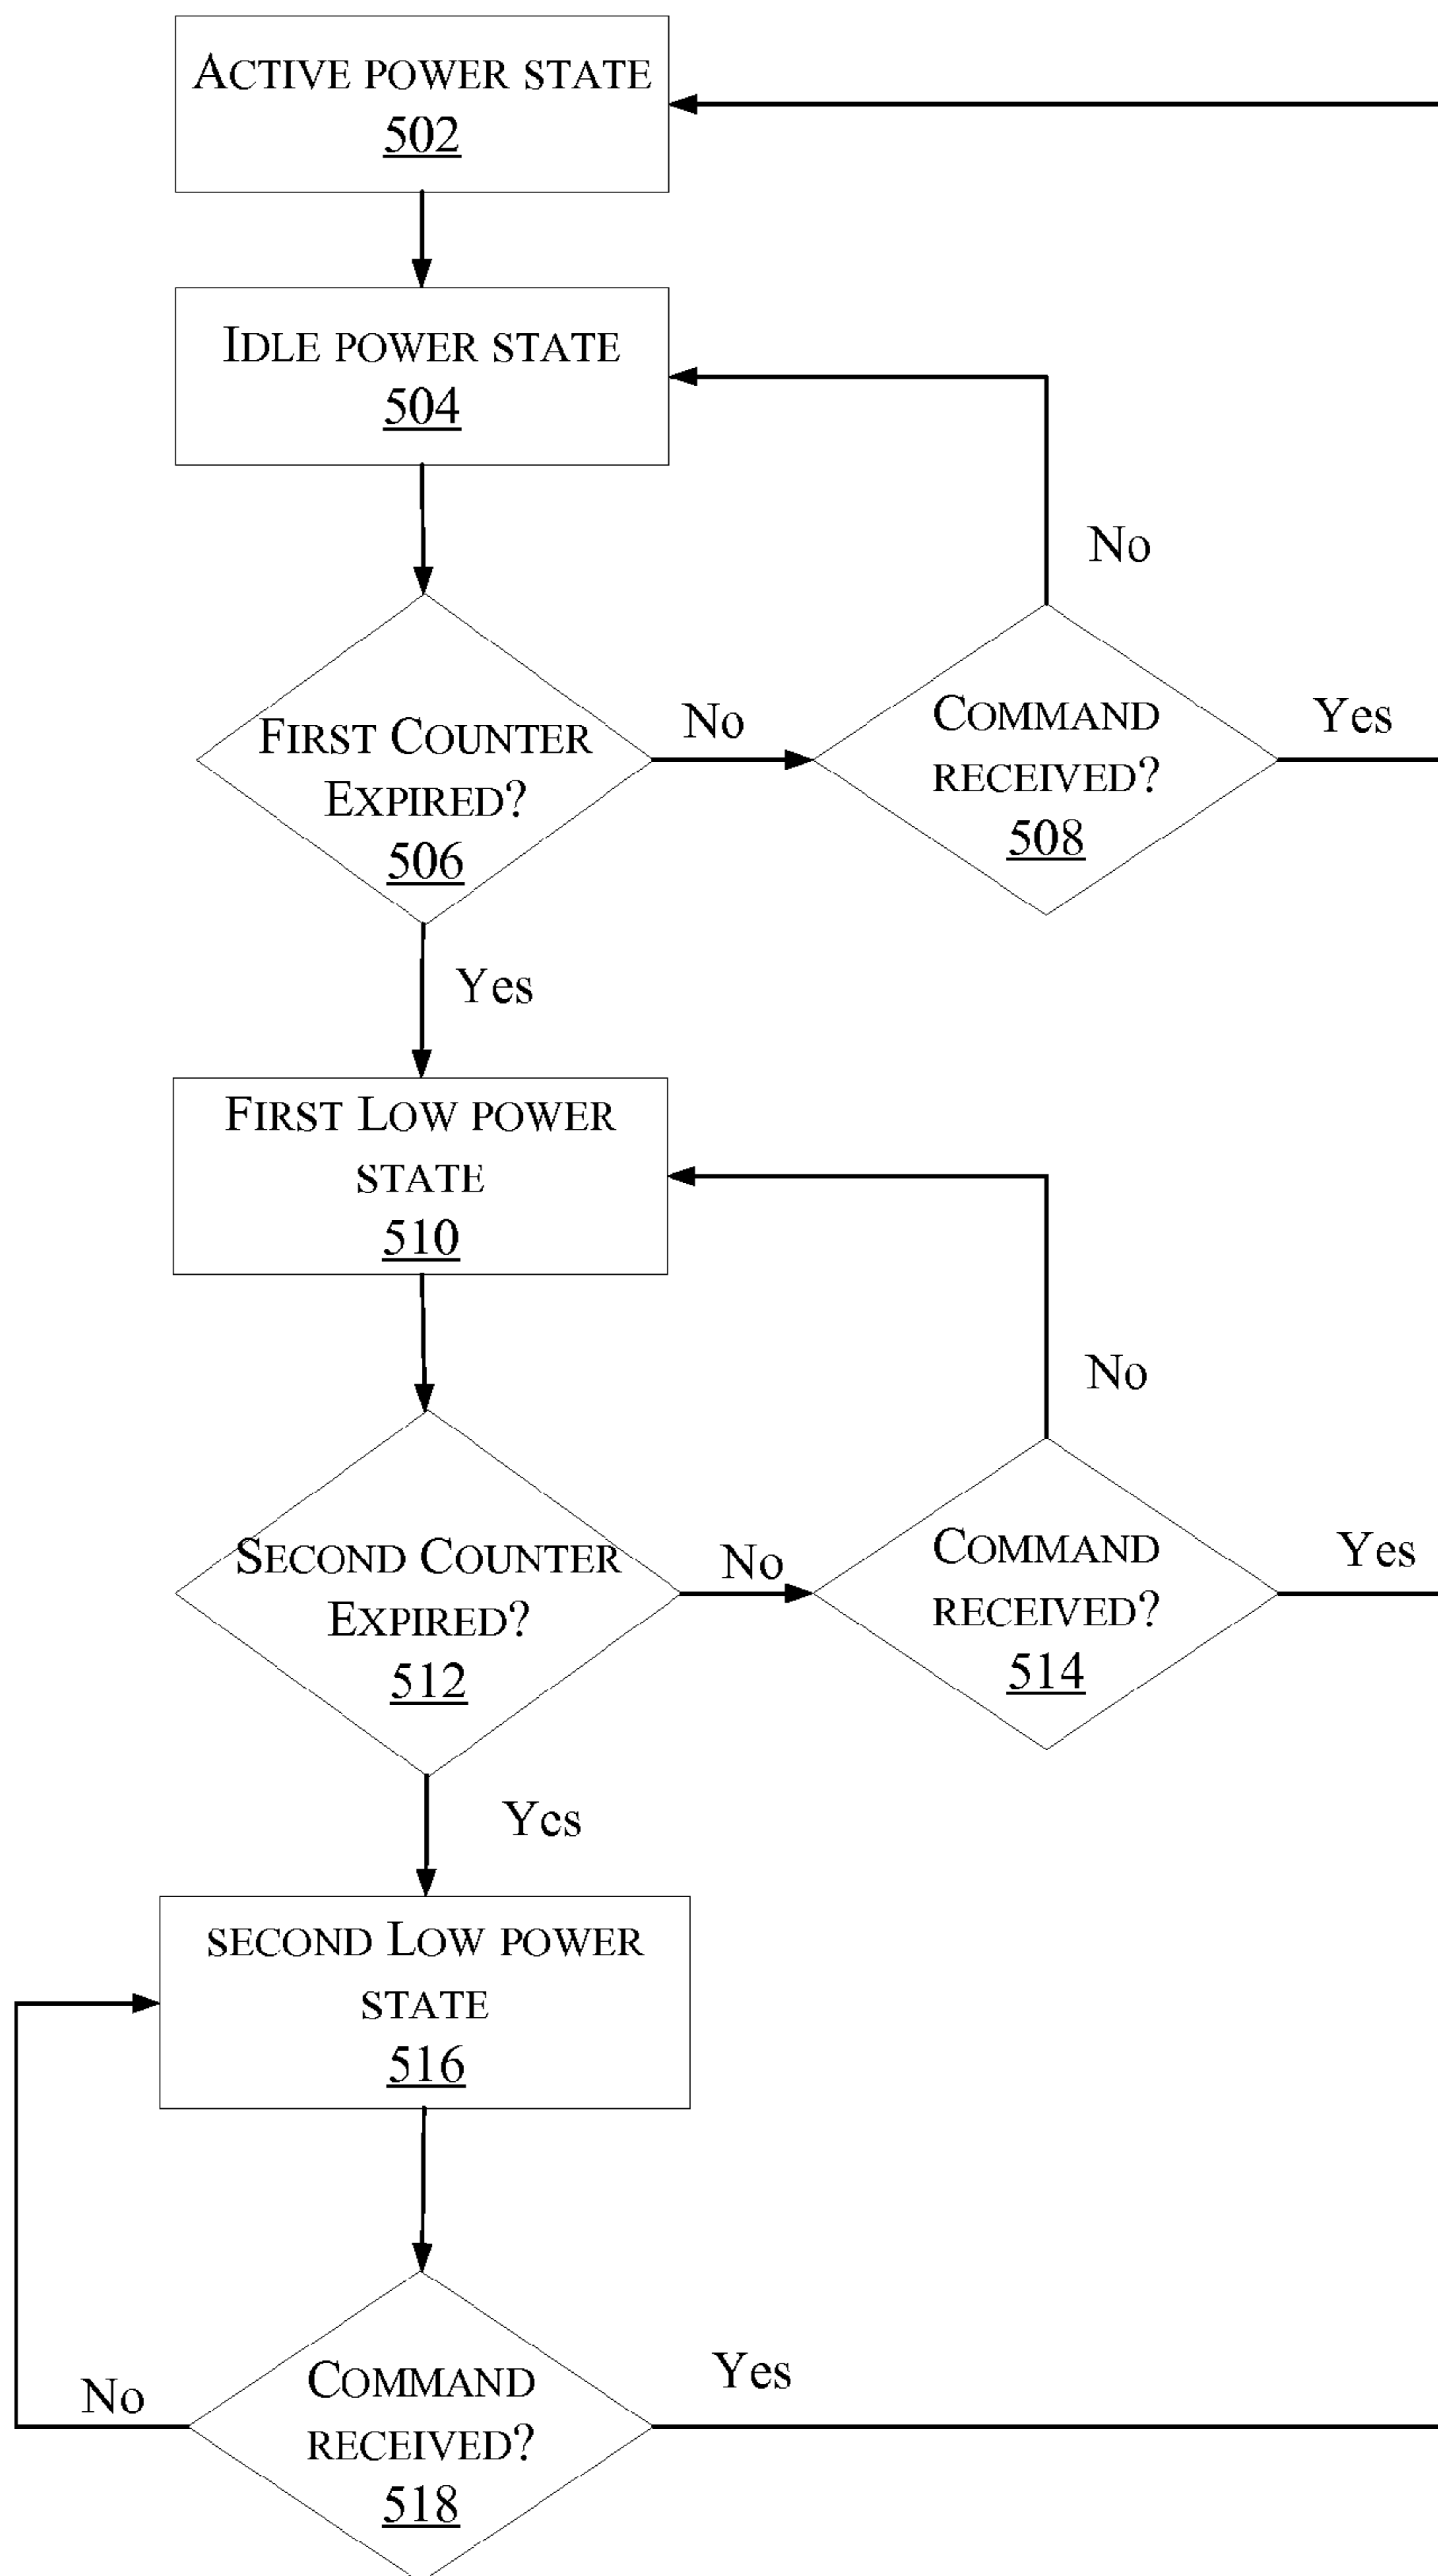 ACTIVE POWER STATE
502
IDLE POWER STATE
504
No
FIRST COUNTER
EXPIRED?
506
No
COMMAND
RECEIVED?
508
Yes
Yes
FIRST LOW POWER
STATE
510
No
SECOND COUNTER
EXPIRED?
512
No
COMMAND
RECEIVED?
514
Yes
Yes
SECOND LOW POWER
STATE
516
No
COMMAND
RECEIVED?
518
Yes